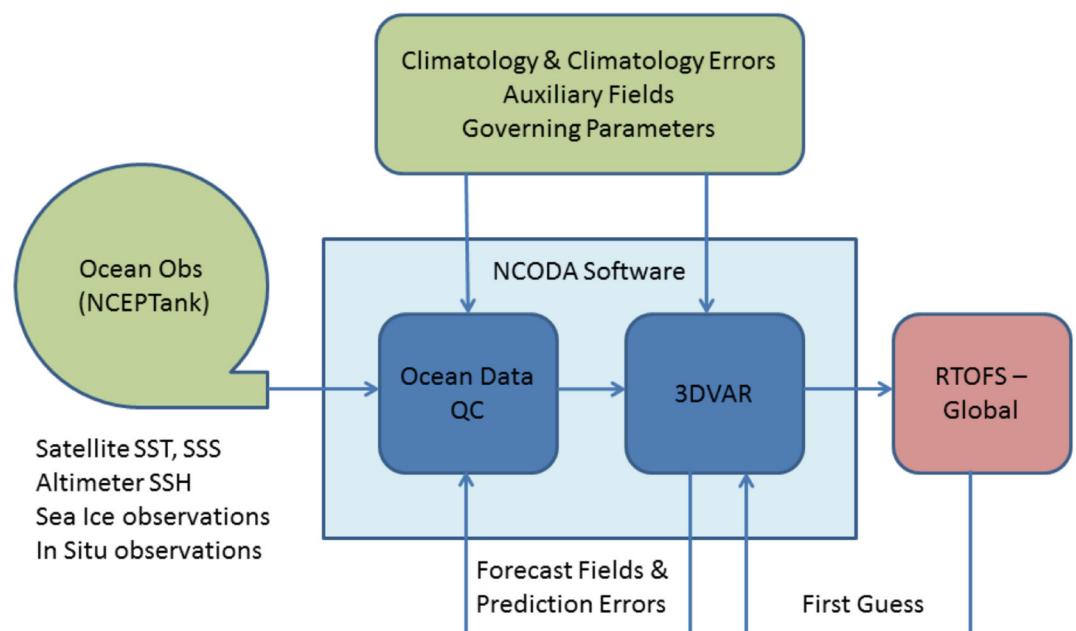 Climatology & Climatology Errors
Auxiliary Fields
Governing Parameters
Ocean Obs
(NCEPTank)
NCODA Software
Ocean Data
QC
3DVAR
RTOFS –
Global
Satellite SST, SSS
Altimeter SSH
Sea Ice observations
In Situ observations
Forecast Fields &
Prediction Errors
First Guess